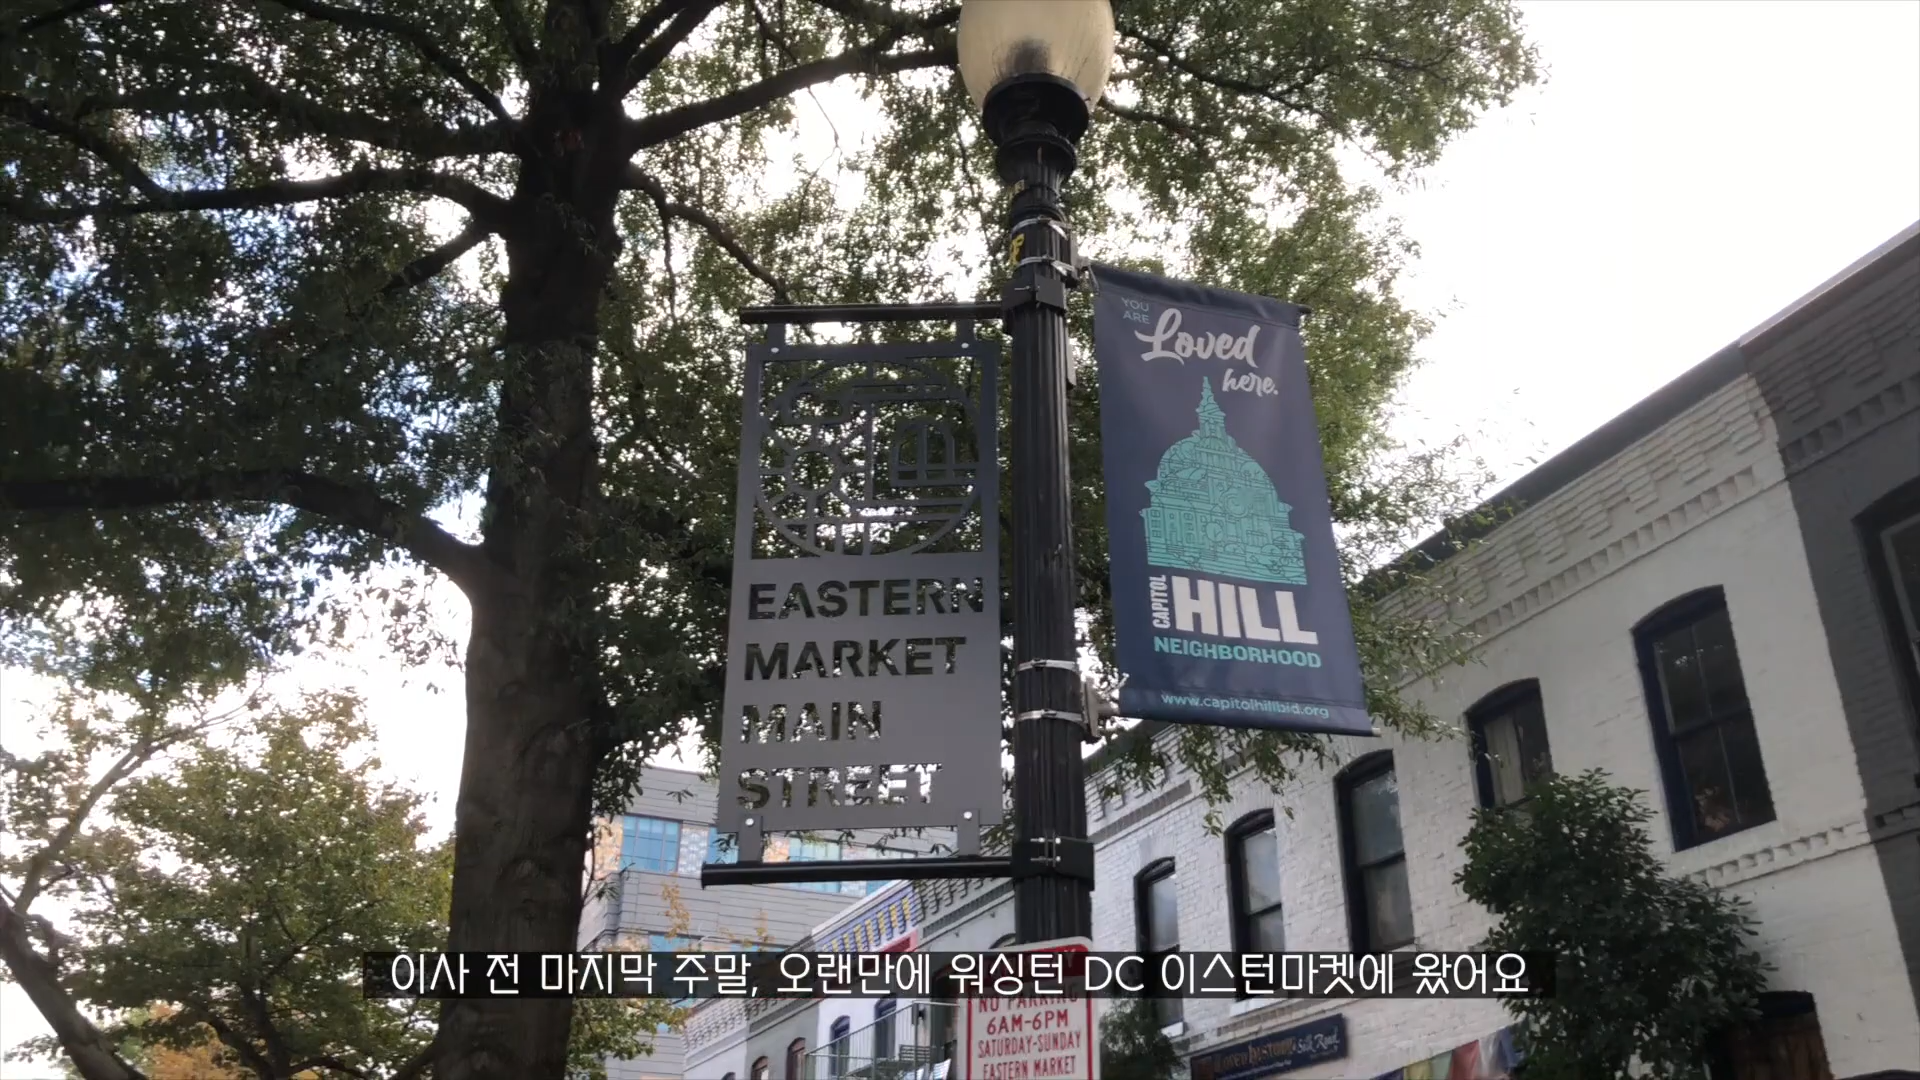 EASTERN
MARKET
MAIN
STREET
YOU
ARE
Loved
here.
CAPITOL
HILL
NEIGHBORHOOD
www.capitolhillbid.org
이사 전 마지막 주말, 오랜만에 워싱턴 DC 이스턴마켓에 왔어요
NO PARKING
6AM-6PM
SATURDAY-SUNDAY
EASTERN MARKET
Silk Road